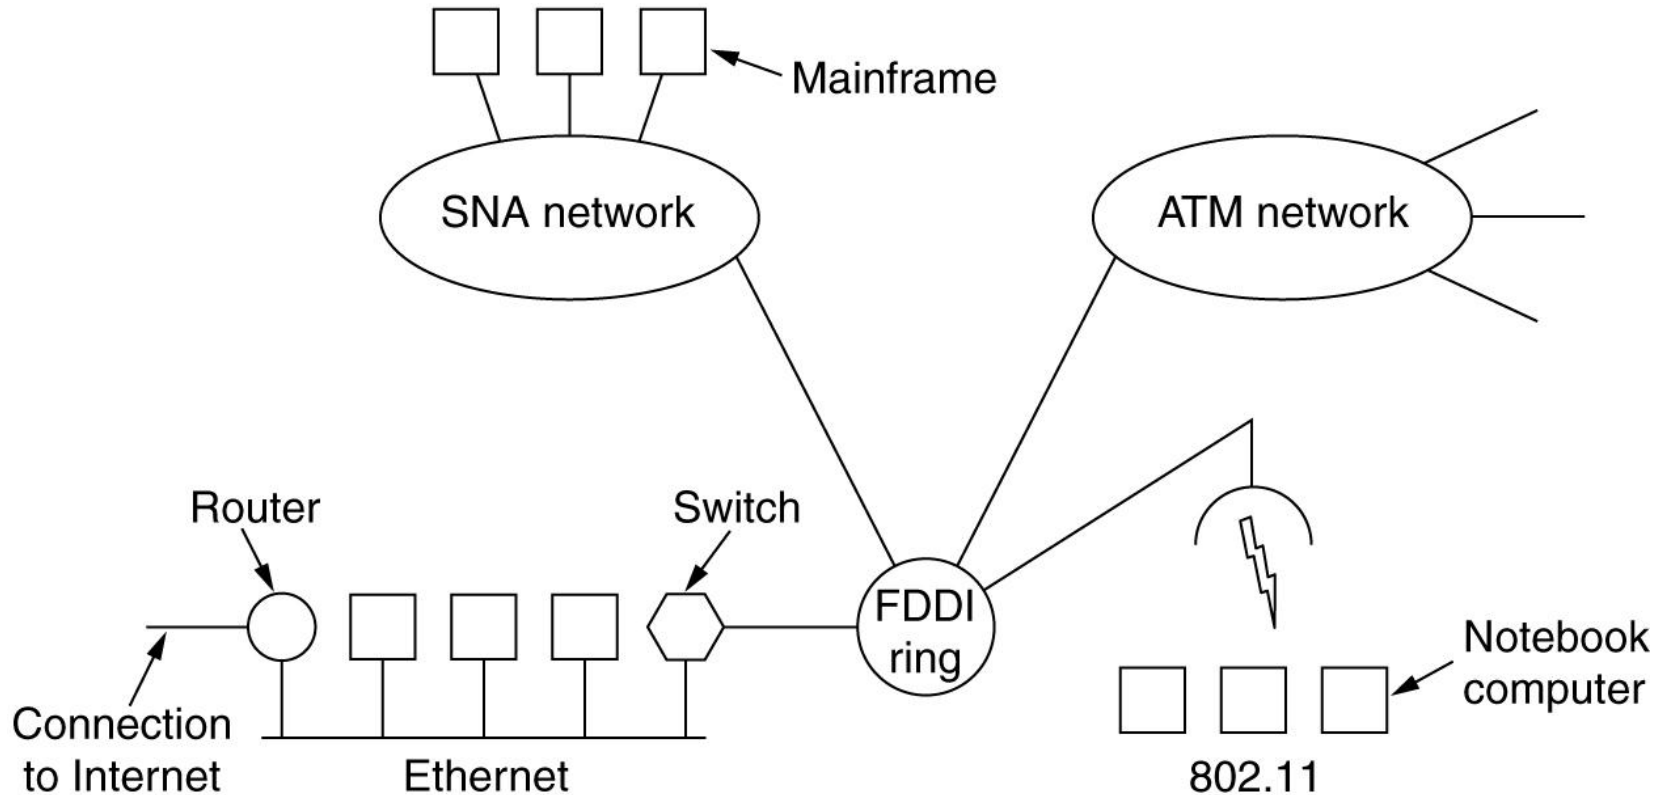 Mainframe
SNA network
ATM network
Router
Switch
FDDI
ring
Notebook
computer
Connection
to Internet
Ethernet
802.11